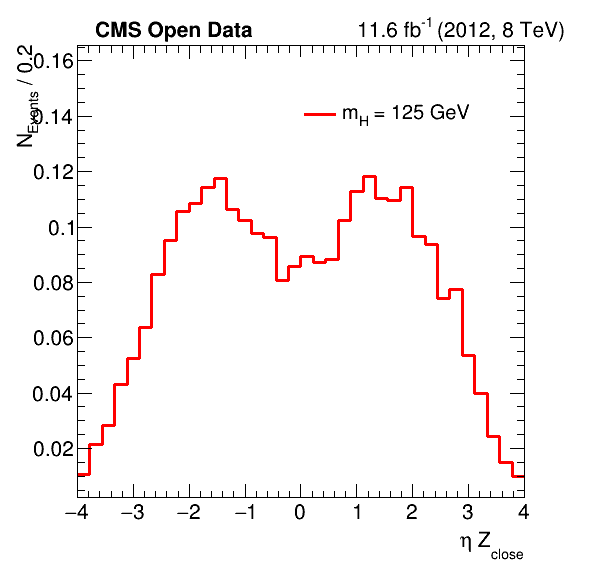 CMS Open Data 11.6 fb-1 (2012, 8 TeV)
NEvents / 0.2
mH = 125 GeV
0.16
0.14
0.12
0.1
0.08
0.06
0.04
0.02
−4 −3 −2 −1 0 1 2 3 4
η Zclose